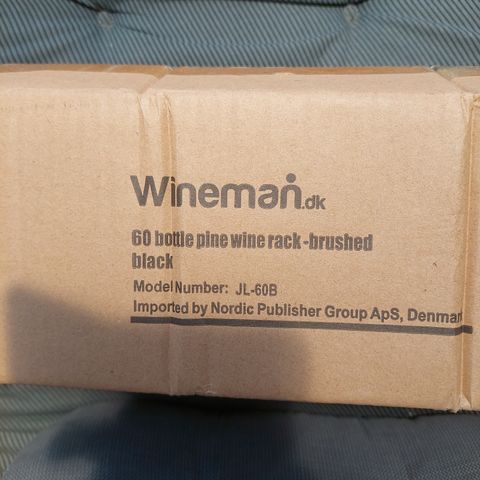 Wineman.dk
60 bottle pine wine rack-brushed
black
Model Number: JL-60B
Imported by Nordic Publisher Group ApS, Denmark